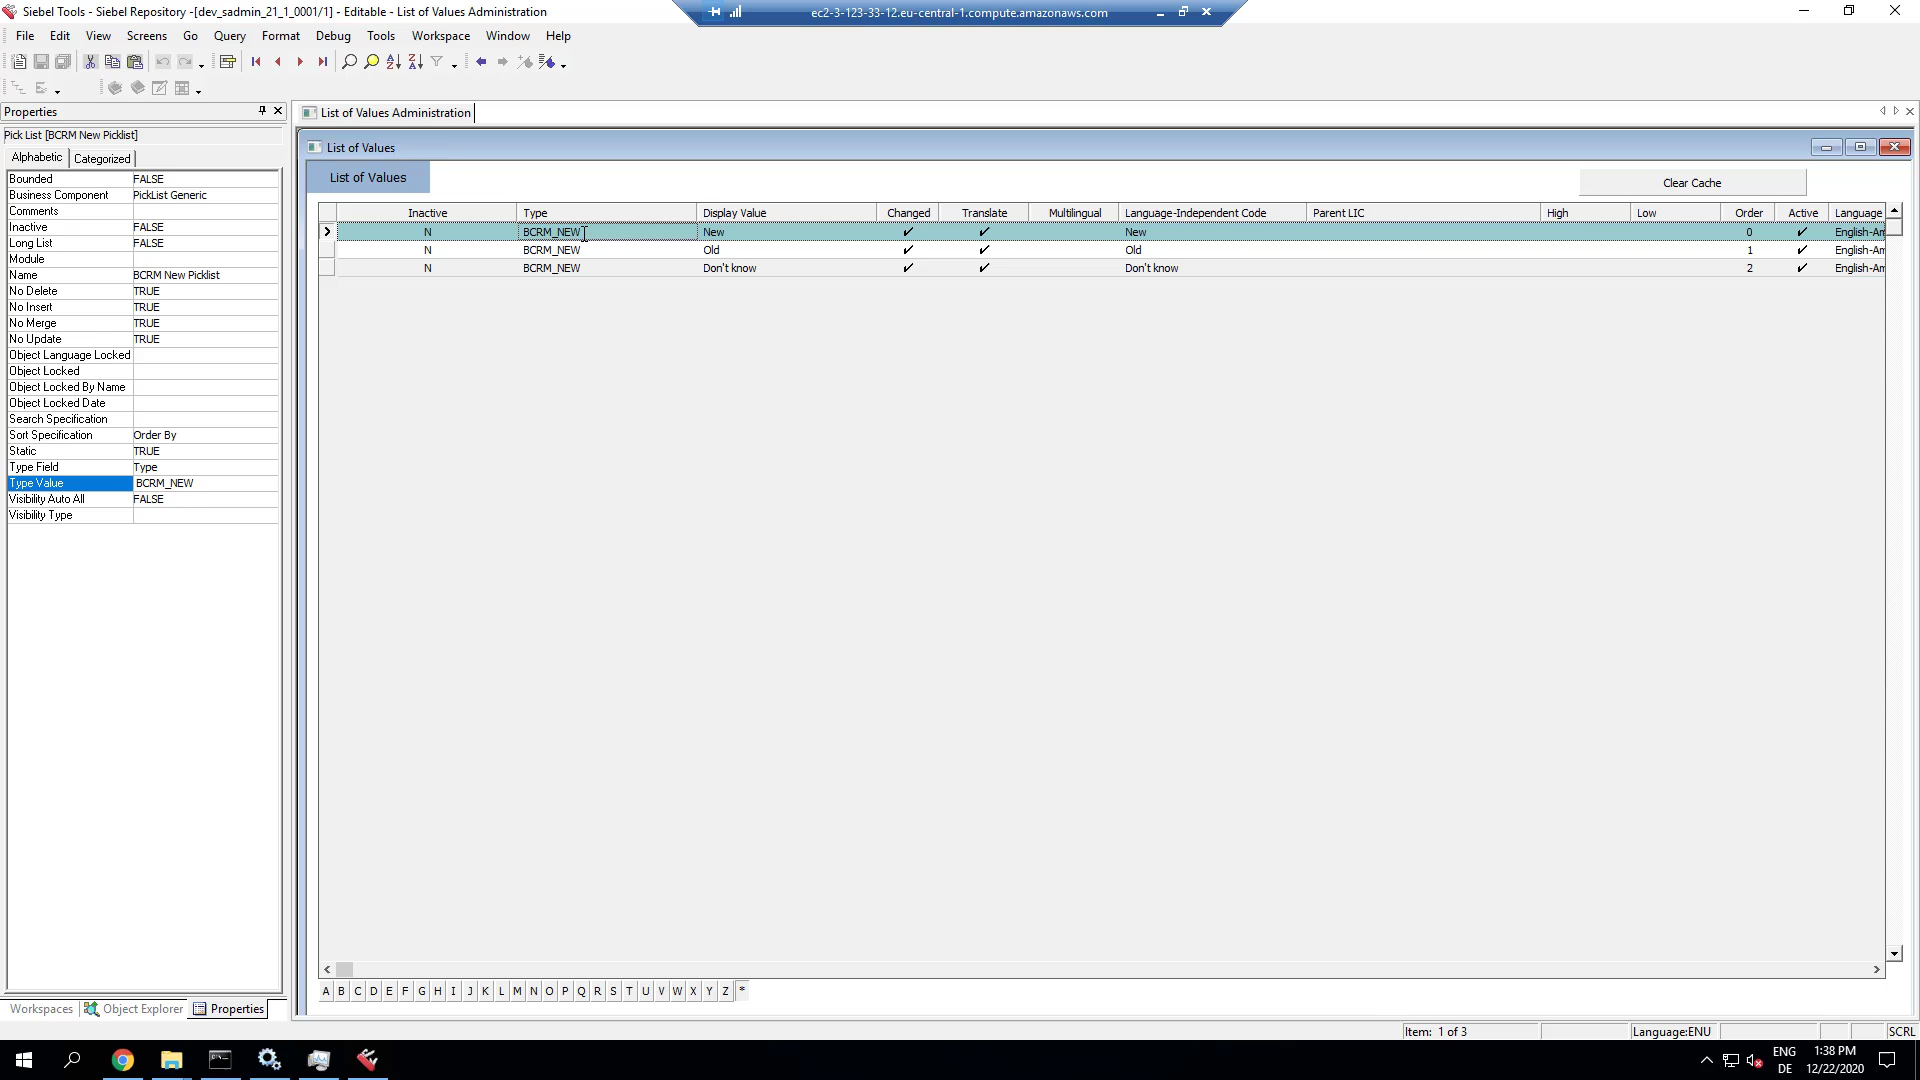 Siebel Tools - Siebel Repository -[dev_sadmin_21_1_0001/1] - Editable - List of Values Administration
ec2-3-123-33-12.eu-central-1.compute.amazonaws.com
File Edit View Screens Go Query Format Debug Tools Workspace Window Help
Properties
Pick List [BCRM New Picklist]
Alphabetic Categorized
Bounded FALSE
Business Component PickList Generic
Comments
Inactive FALSE
Long List FALSE
Module
Name BCRM New Picklist
No Delete TRUE
No Insert TRUE
No Merge TRUE
No Update TRUE
Object Language Locked
Object Locked
Object Locked By Name
Object Locked Date
Search Specification
Sort Specification Order By
Static TRUE
Type Field Type
Type Value BCRM_NEW
Visibility Auto All FALSE
Visibility Type
Workspaces Object Explorer Properties
List of Values Administration
List of Values
List of Values
Clear Cache
Inactive Type Display Value Changed Translate Multilingual Language-Independent Code Parent LIC High Low Order Active Language
N BCRM_NEW New ✔ ✔ New 0 ✔ English-Am
N BCRM_NEW Old ✔ ✔ Old 1 ✔ English-Am
N BCRM_NEW Don't know ✔ ✔ Don't know 2 ✔ English-Am
A B C D E F G H I J K L M N O P Q R S T U V W X Y Z *
Item: 1 of 3
Language:ENU
SCRL
ENG
DE
1:38 PM
12/22/2020